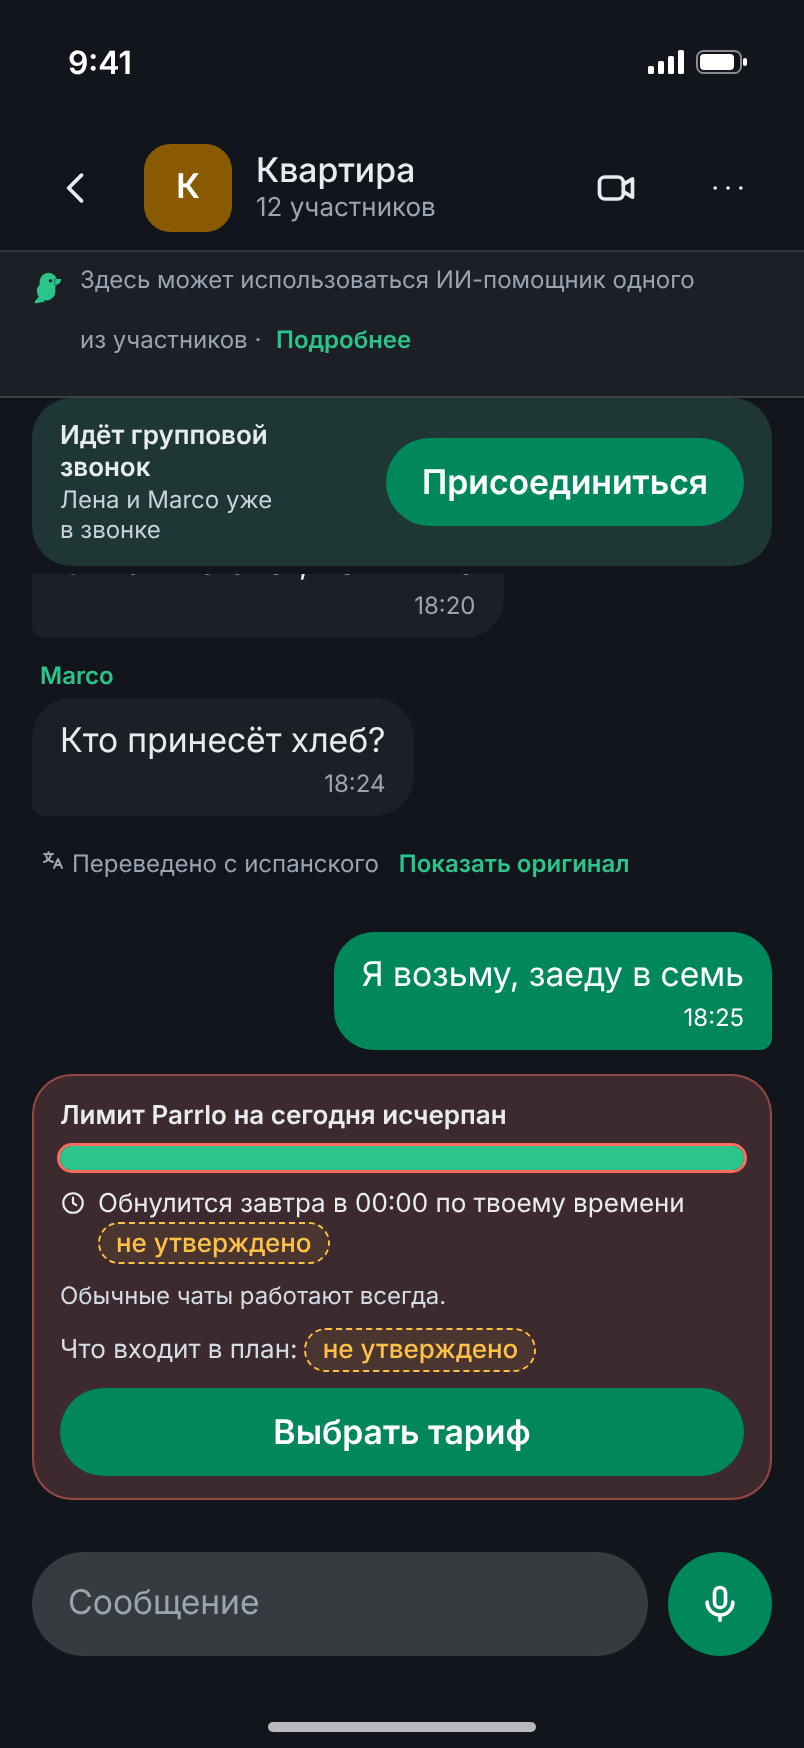 9:41
К
Квартира
12 участников
Здесь может использоваться ИИ-помощник одного
из участников · Подробнее
Идёт групповой
звонок
Лена и Marco уже
в звонке
Присоединиться
18:20
Marco
Кто принесёт хлеб?
18:24
Переведено с испанского Показать оригинал
Я возьму, заеду в семь
18:25
Лимит Parrlo на сегодня исчерпан
Обнулится завтра в 00:00 по твоему времени
не утверждено
Обычные чаты работают всегда.
Что входит в план: не утверждено
Выбрать тариф
Сообщение